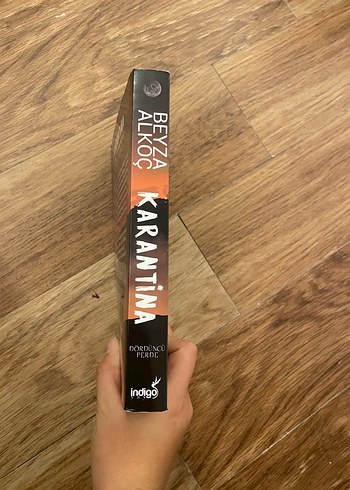 BEYZA
ALKOÇ
KARANTİNA
DÖRDÜNCÜ
PERDE
indigo